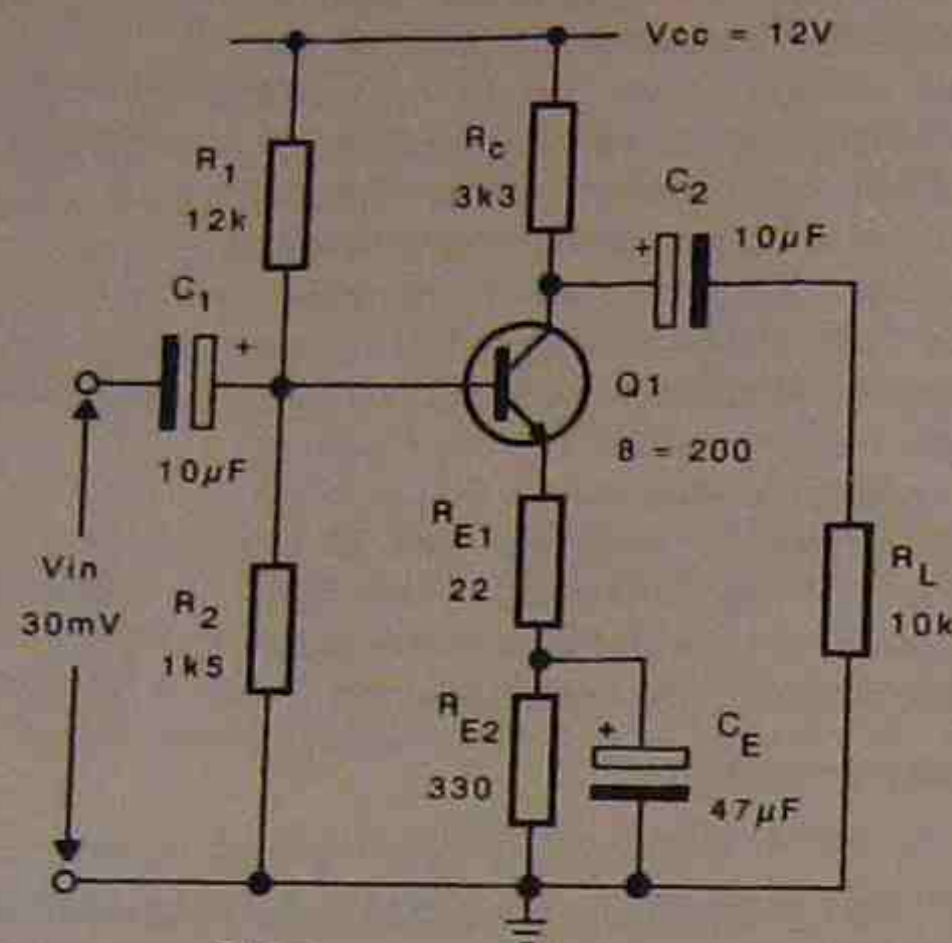 Vcc = 12V
R1
12k
Rc
3k3
C2
10µF
C1
10µF
Q1
B = 200
Vin
30mV
R2
1k5
RE1
22
RL
10k
RE2
330
CE
47µF